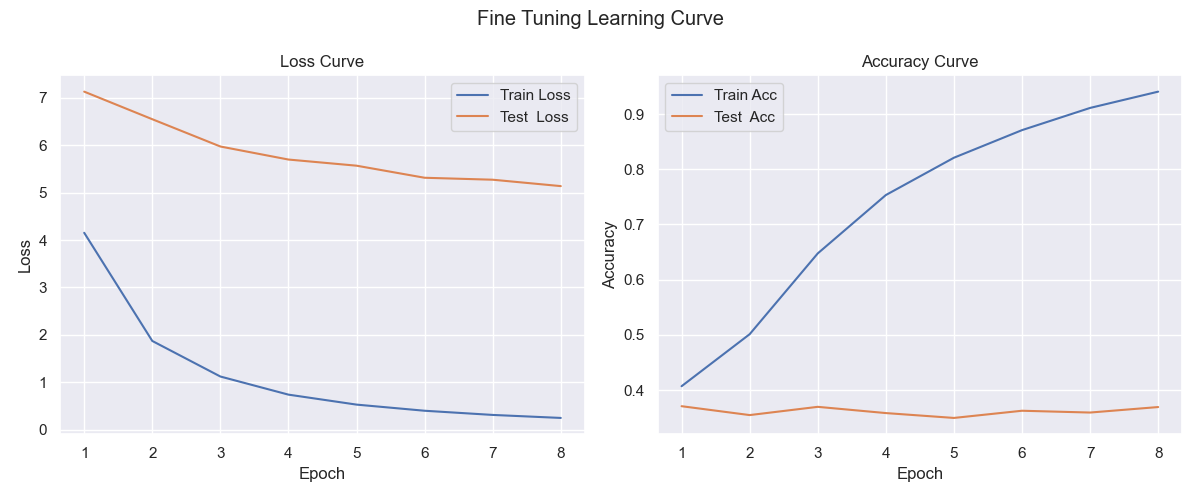 Fine Tuning Learning Curve
Loss Curve
Train Loss
Test  Loss
7
6
5
4
3
2
1
0
Loss
1 2 3 4 5 6 7 8
Epoch
Accuracy Curve
Train Acc
Test  Acc
0.9
0.8
0.7
0.6
0.5
0.4
Accuracy
1 2 3 4 5 6 7 8
Epoch